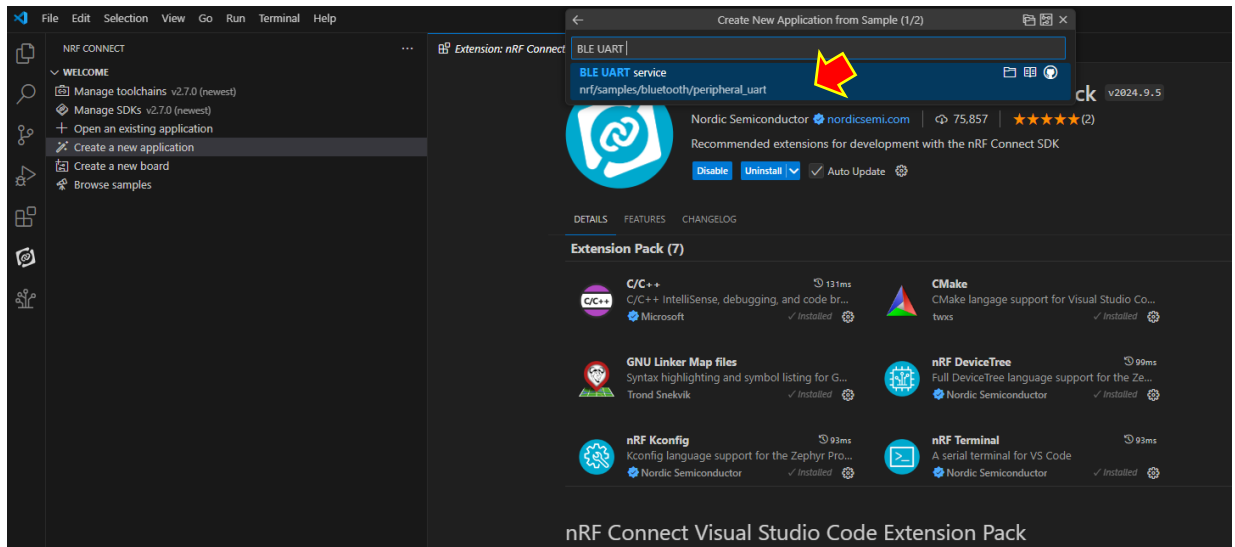 File Edit Selection View Go Run Terminal Help
Create New Application from Sample (1/2)
NRF CONNECT
Extension: nRF Connect
BLE UART
WELCOME
BLE UART service
nrf/samples/bluetooth/peripheral_uart
Manage toolchains v2.7.0 (newest)
Manage SDKs v2.7.0 (newest)
Open an existing application
Create a new application
Create a new board
Browse samples
ck v2024.9.5
Nordic Semiconductor nordicsemi.com 75,857 (2)
Recommended extensions for development with the nRF Connect SDK
Disable Uninstall Auto Update
DETAILS FEATURES CHANGELOG
Extension Pack (7)
C/C++ 131ms
C/C++
C/C++ IntelliSense, debugging, and code br...
Microsoft Installed
CMake
CMake langage support for Visual Studio Co...
twxs Installed
GNU Linker Map files
Syntax highlighting and symbol listing for G...
Trond Snekvik Installed
nRF DeviceTree 99ms
Full DeviceTree language support for the Ze...
Nordic Semiconductor Installed
nRF Kconfig 93ms
Kconfig language support for the Zephyr Pro...
Nordic Semiconductor Installed
nRF Terminal 93ms
A serial terminal for VS Code
Nordic Semiconductor Installed
nRF Connect Visual Studio Code Extension Pack